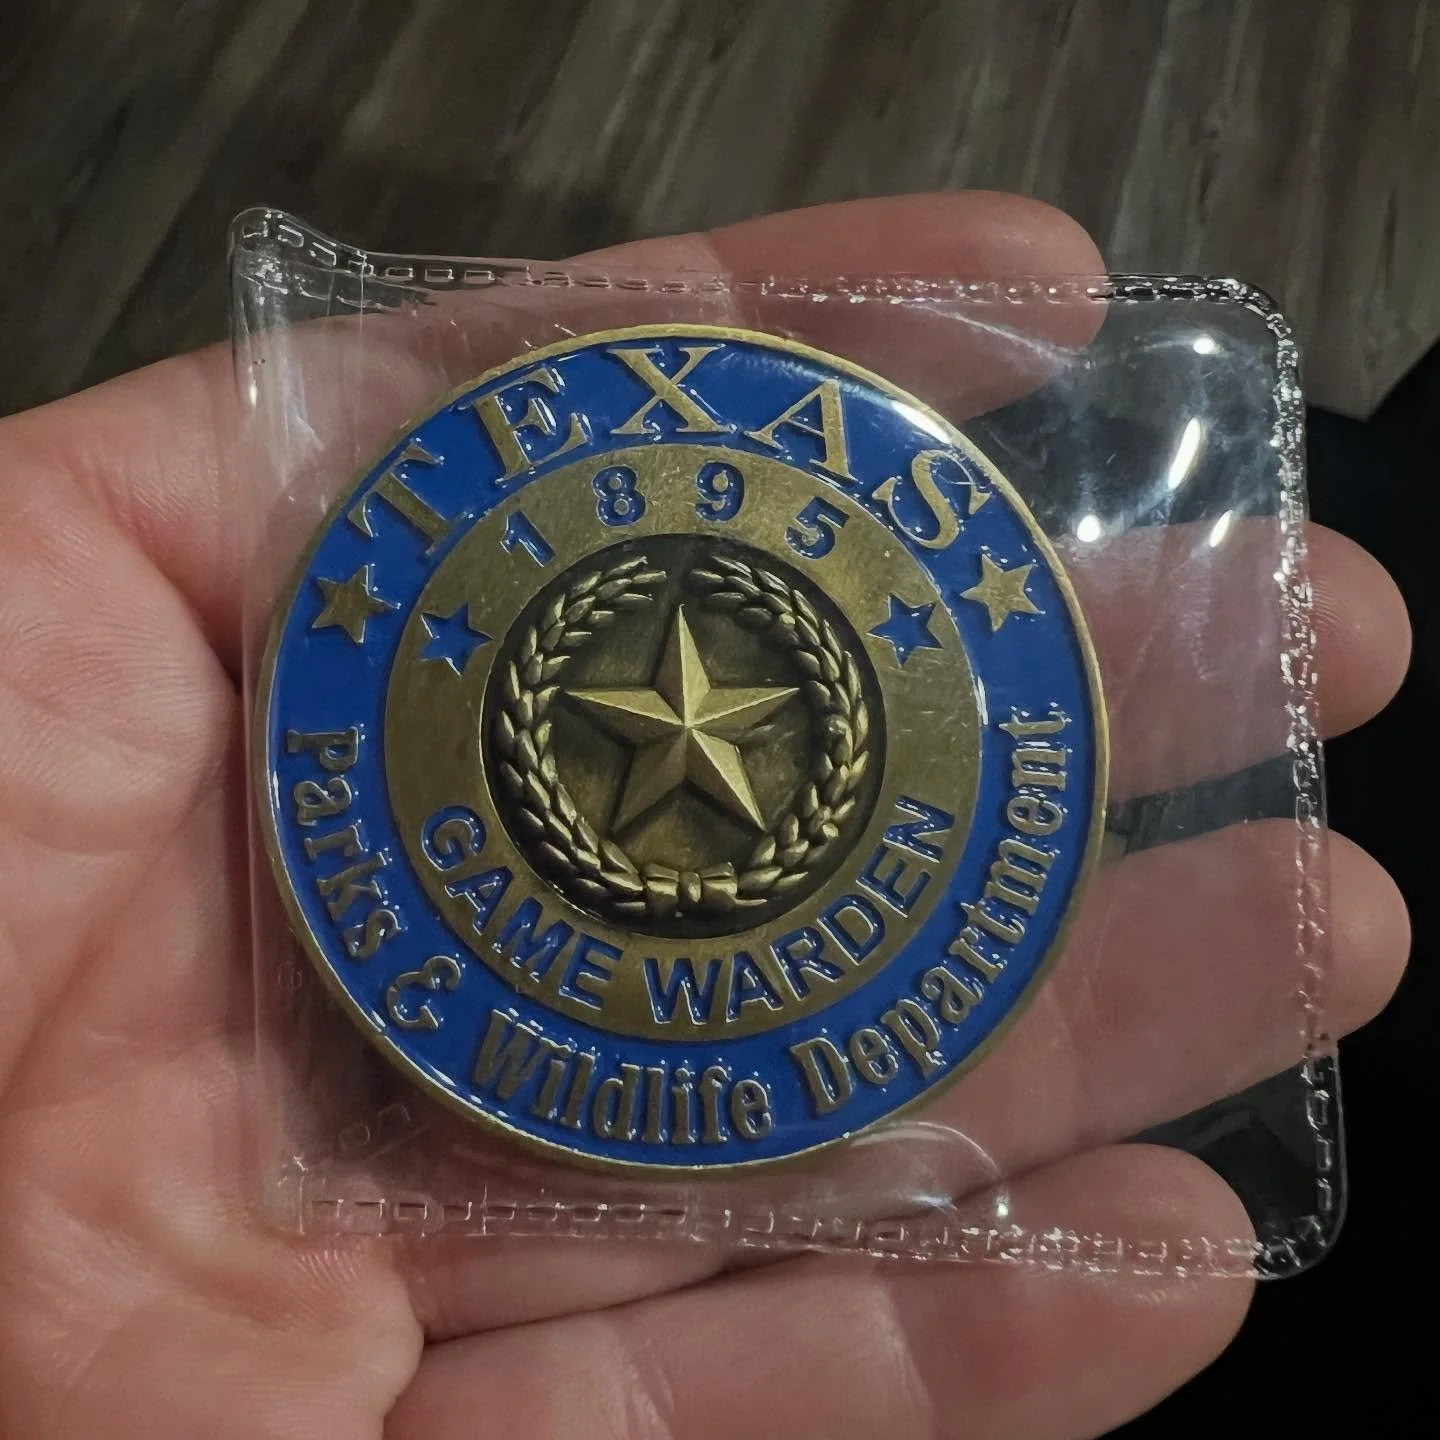 TEXAS
1895
GAME WARDEN
Parks & Wildlife Department